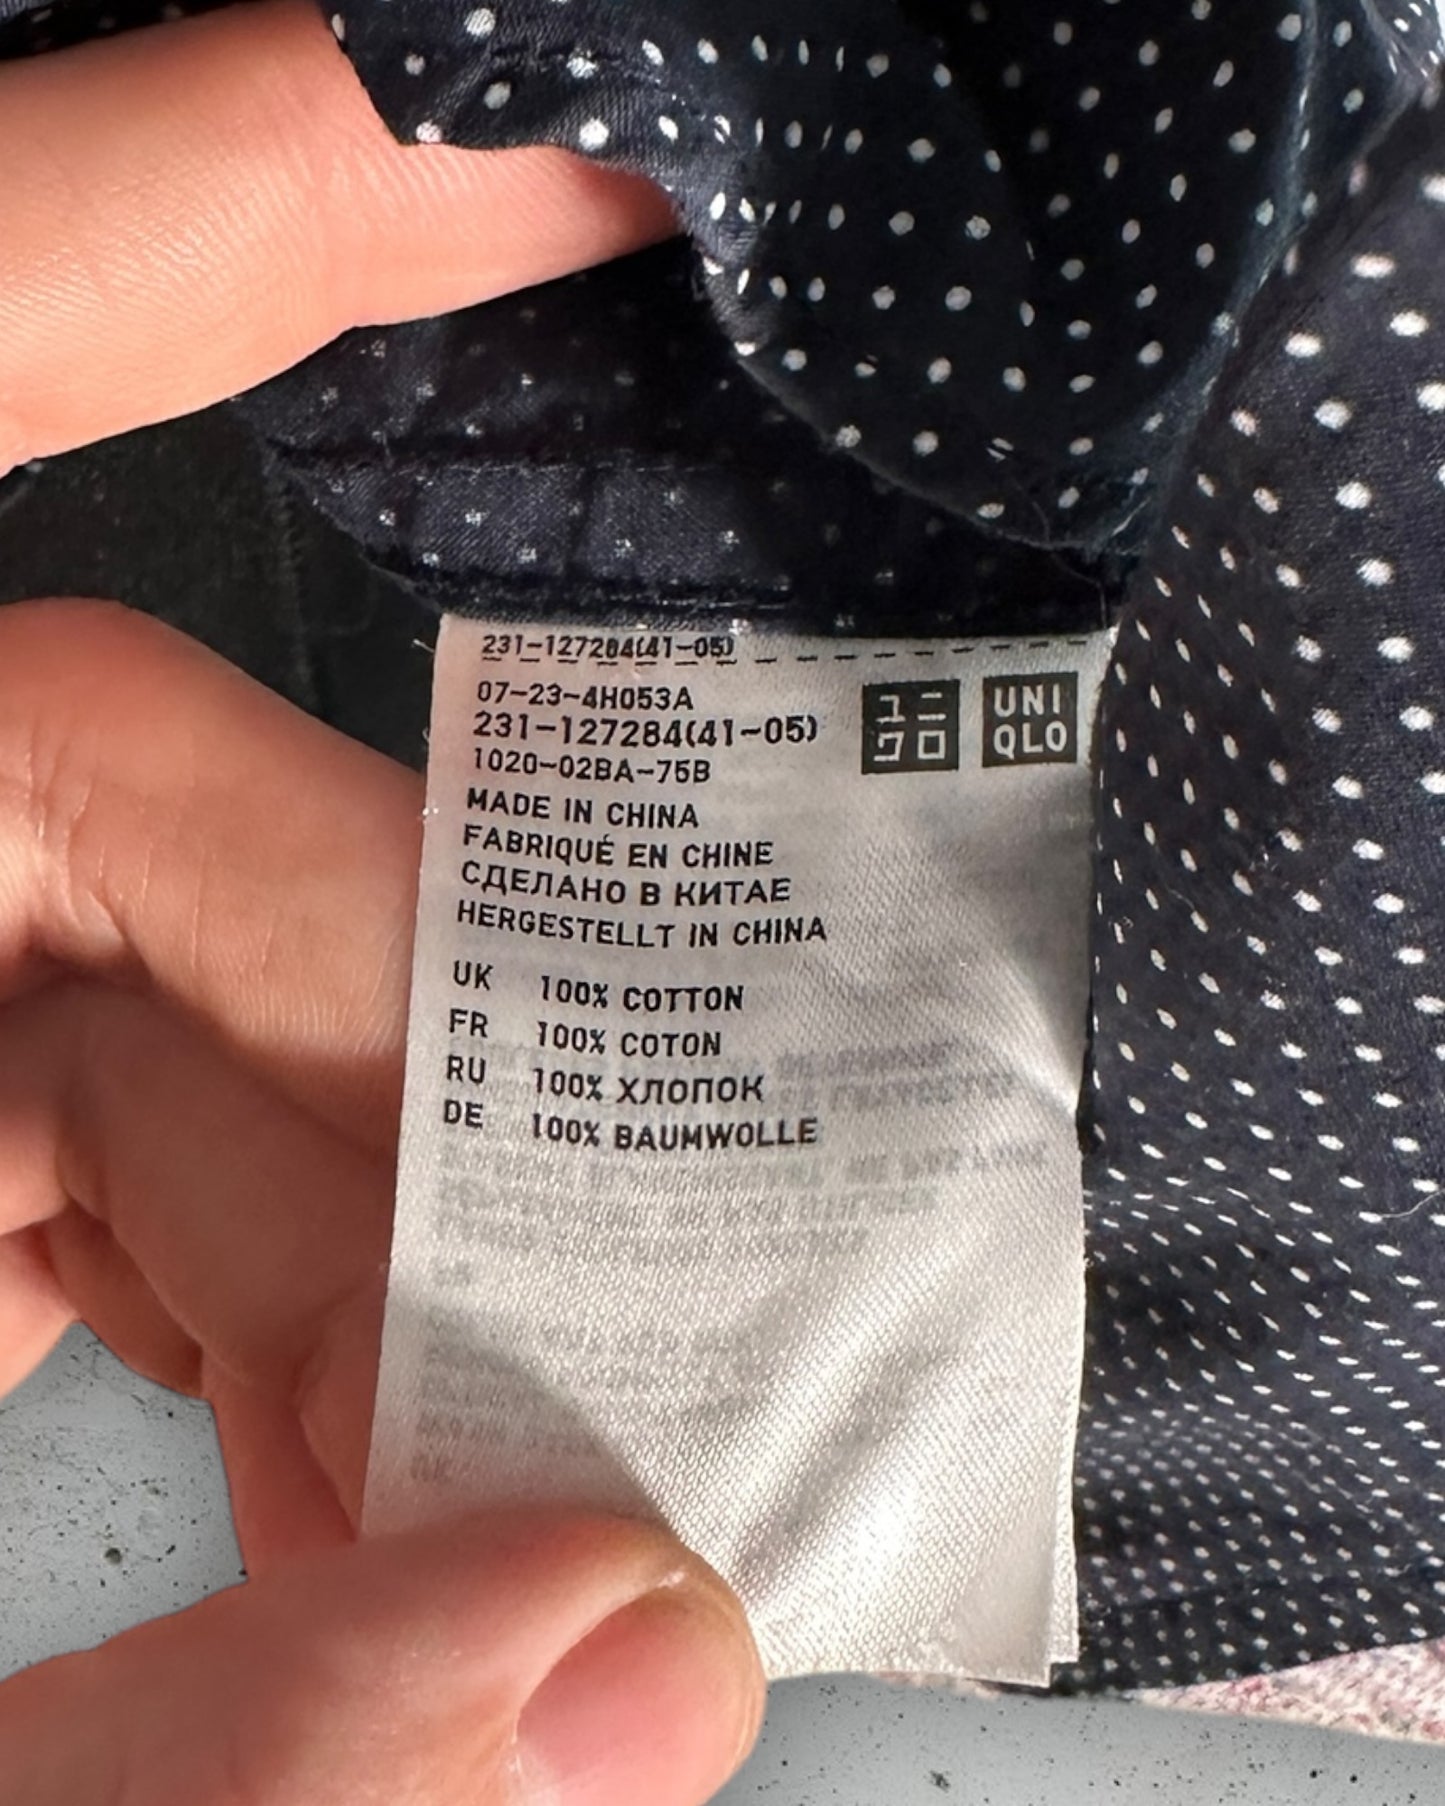 231-127284(41-05)
07-23-4H053A
231-127284(41-05)
ユニ
クロ
UNI
QLO
1020-02BA-75B
MADE IN CHINA
FABRIQUÉ EN CHINE
СДЕЛАНО В КИТАЕ
HERGESTELLT IN CHINA
UK 100% COTTON
FR 100% COTON
RU 100% ХЛОПОК
DE 100% BAUMWOLLE